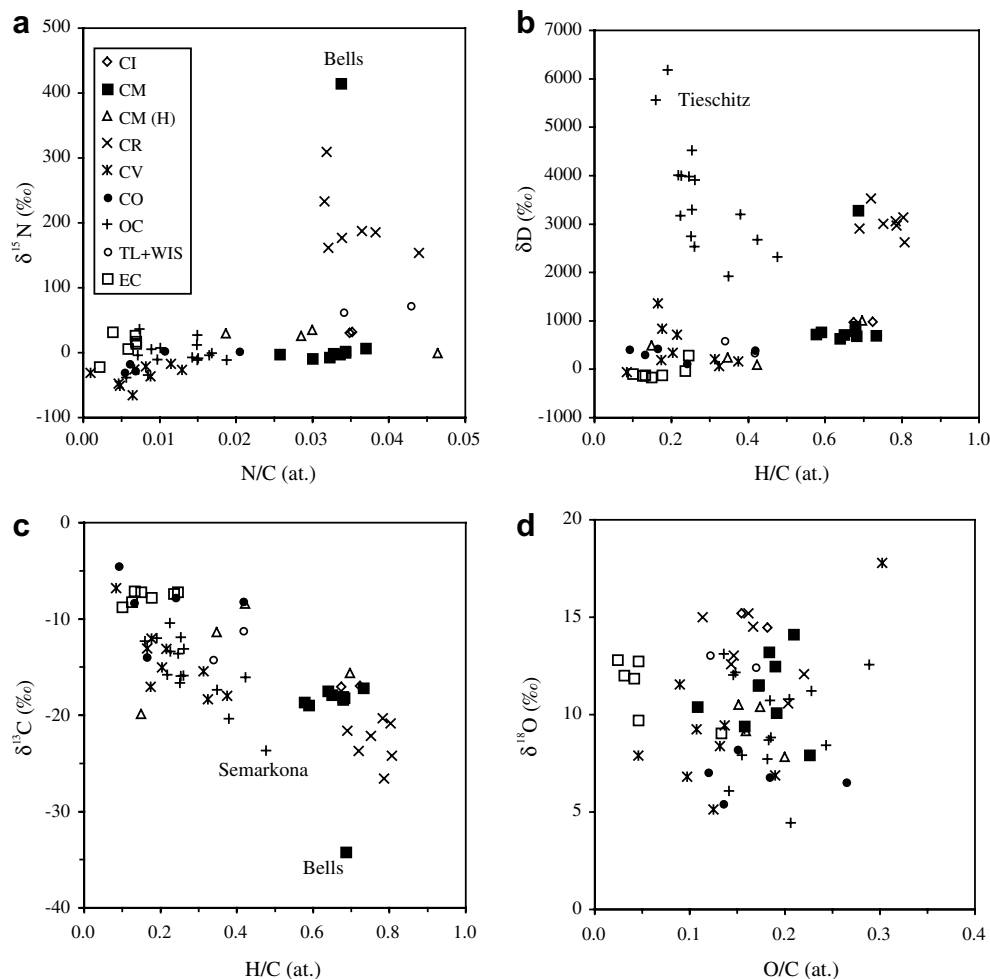 a
500
400
300
200
100
0
-100
δ¹⁵N (‰)
0.00 0.01 0.02 0.03 0.04 0.05
N/C (at.)
CI
CM
CM (H)
CR
CV
CO
OC
TL+WIS
EC
Bells
b
7000
6000
5000
4000
3000
2000
1000
0
-1000
δD (‰)
0.0 0.2 0.4 0.6 0.8 1.0
H/C (at.)
Tieschitz
c
0
-10
-20
-30
-40
δ¹³C (‰)
0.0 0.2 0.4 0.6 0.8 1.0
H/C (at.)
Semarkona
Bells
d
20
15
10
5
0
δ¹⁸O (‰)
0.0 0.1 0.2 0.3 0.4
O/C (at.)